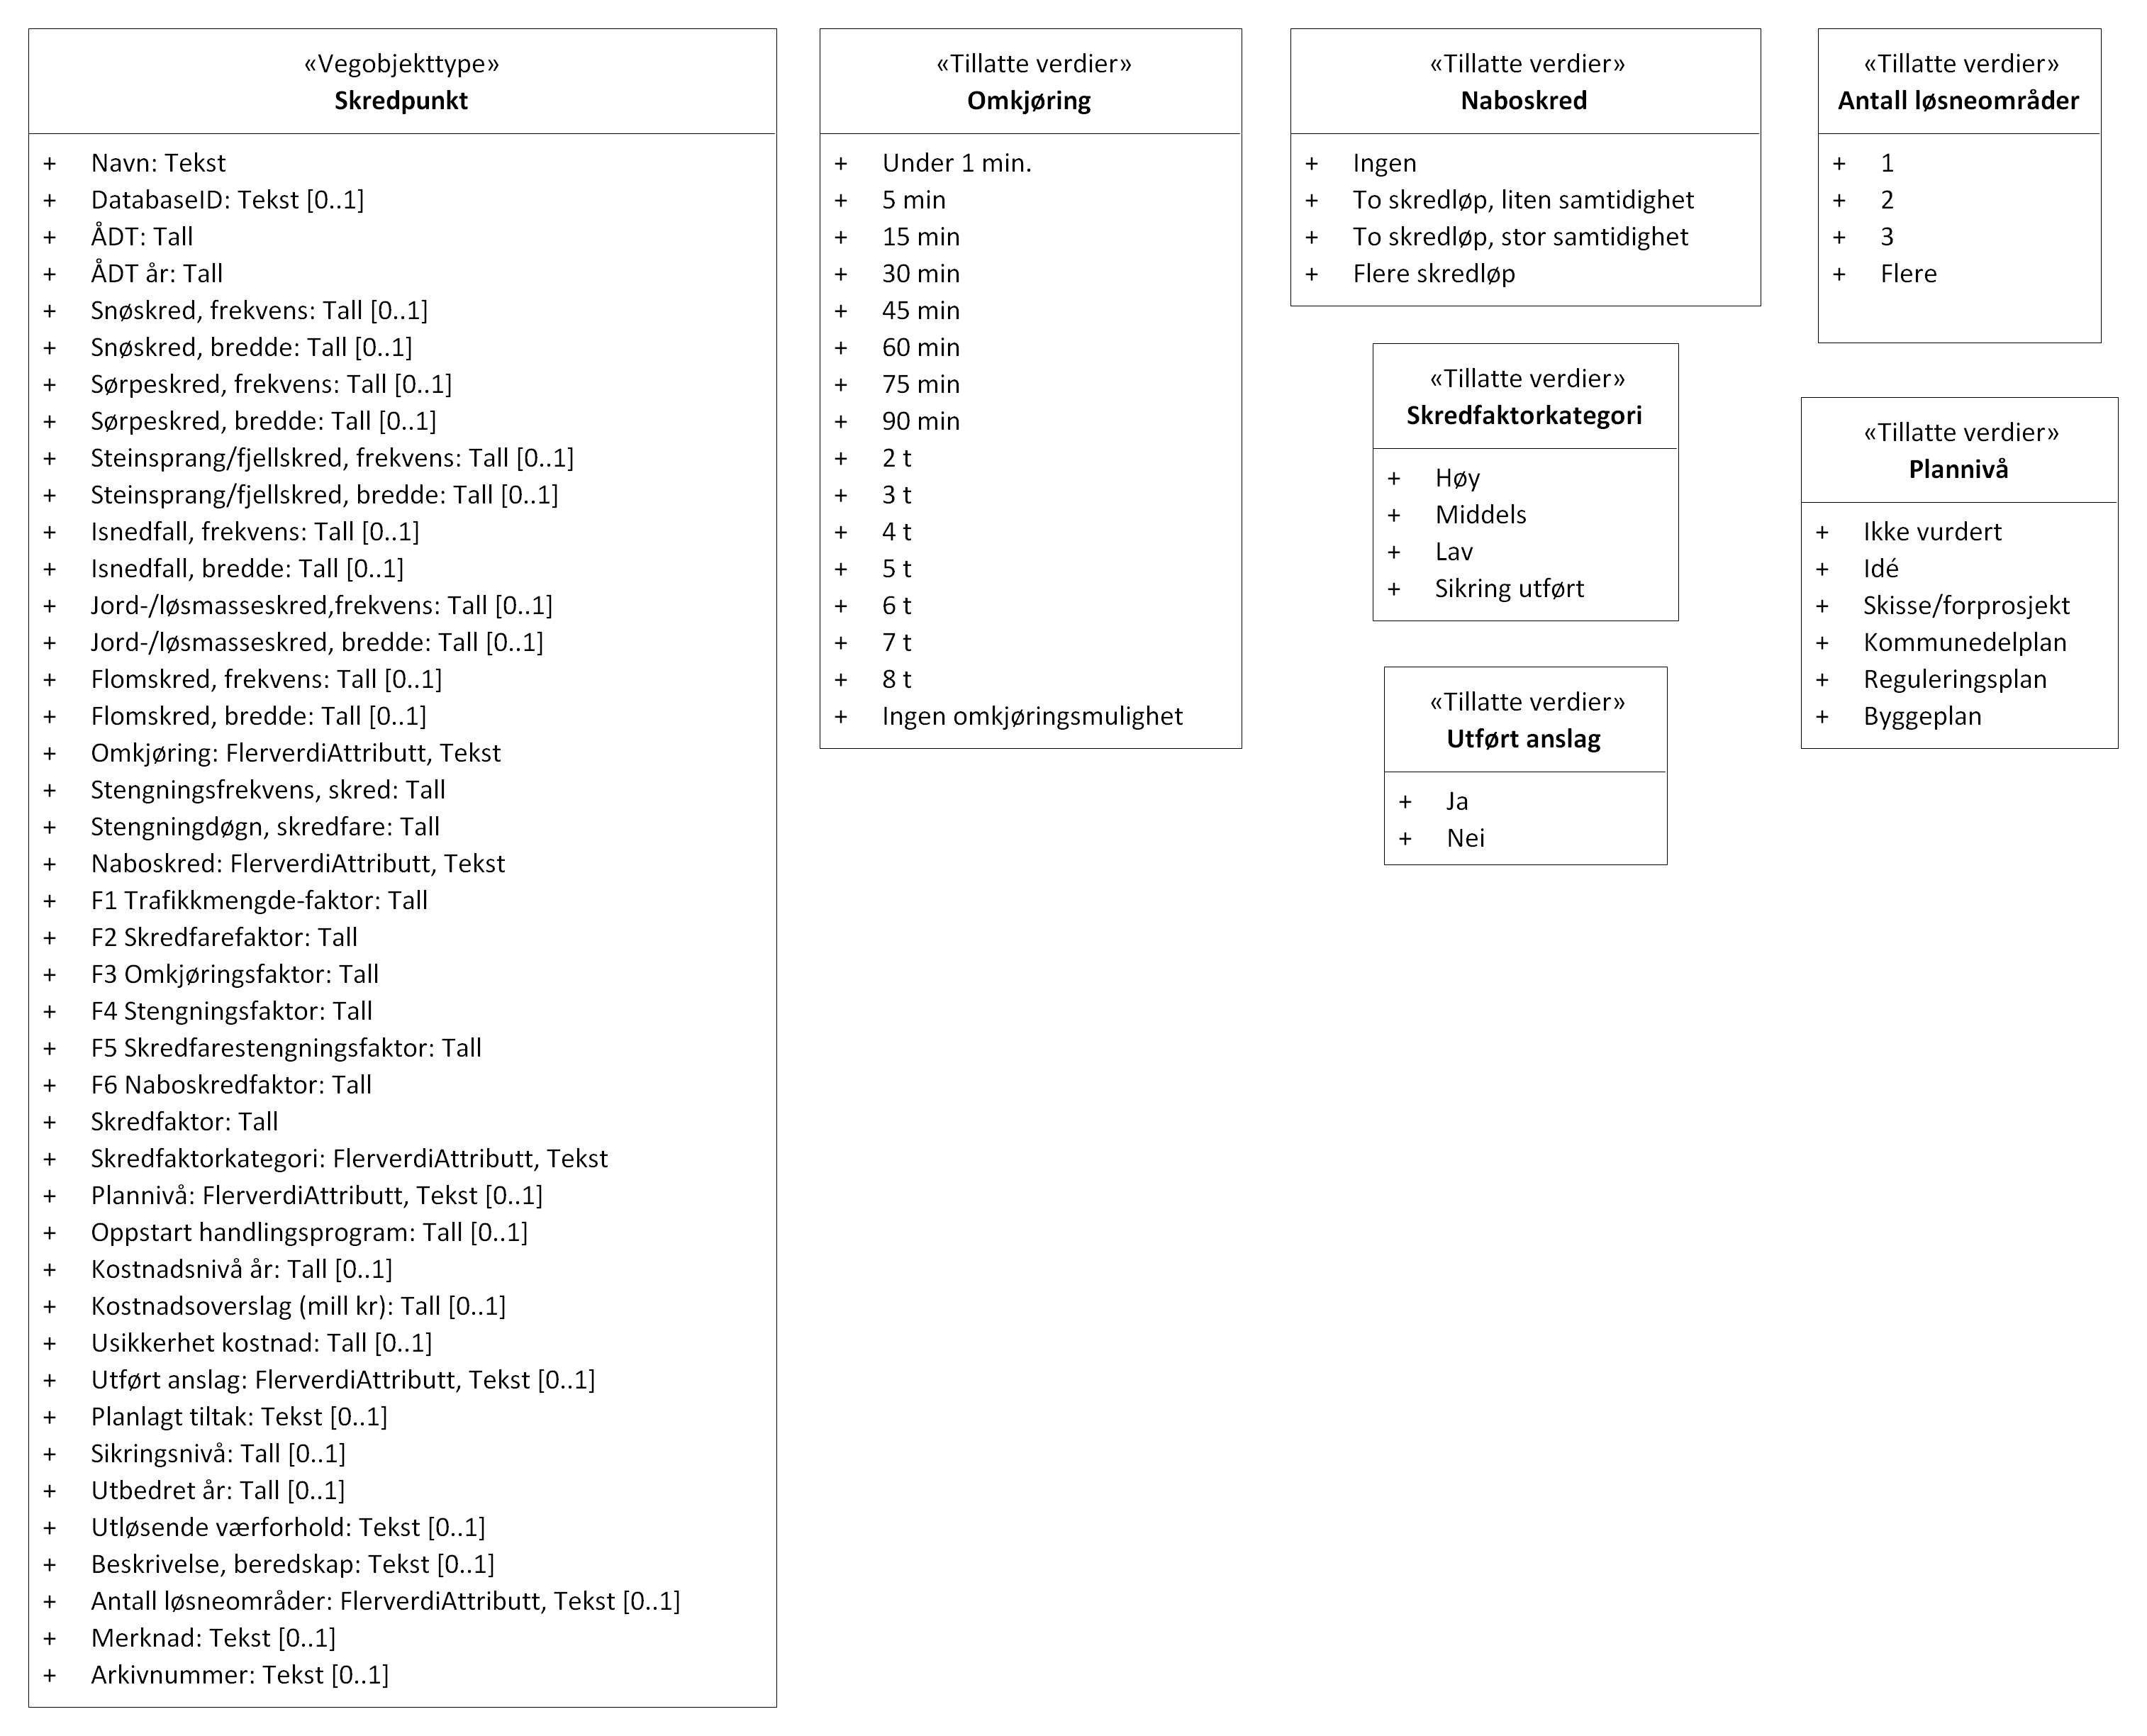 «Vegobjekttype»
Skredpunkt
+ Navn: Tekst
+ DatabaseID: Tekst [0..1]
+ ÅDT: Tall
+ ÅDT år: Tall
+ Snøskred, frekvens: Tall [0..1]
+ Snøskred, bredde: Tall [0..1]
+ Sørpeskred, frekvens: Tall [0..1]
+ Sørpeskred, bredde: Tall [0..1]
+ Steinsprang/fjellskred, frekvens: Tall [0..1]
+ Steinsprang/fjellskred, bredde: Tall [0..1]
+ Isnedfall, frekvens: Tall [0..1]
+ Isnedfall, bredde: Tall [0..1]
+ Jord-/løsmasseskred,frekvens: Tall [0..1]
+ Jord-/løsmasseskred, bredde: Tall [0..1]
+ Flomskred, frekvens: Tall [0..1]
+ Flomskred, bredde: Tall [0..1]
+ Omkjøring: FlerverdiAttributt, Tekst
+ Stengningsfrekvens, skred: Tall
+ Stengningdøgn, skredfare: Tall
+ Naboskred: FlerverdiAttributt, Tekst
+ F1 Trafikkmengde-faktor: Tall
+ F2 Skredfarefaktor: Tall
+ F3 Omkjøringsfaktor: Tall
+ F4 Stengningsfaktor: Tall
+ F5 Skredfarestengningsfaktor: Tall
+ F6 Naboskredfaktor: Tall
+ Skredfaktor: Tall
+ Skredfaktorkategori: FlerverdiAttributt, Tekst
+ Plannivå: FlerverdiAttributt, Tekst [0..1]
+ Oppstart handlingsprogram: Tall [0..1]
+ Kostnadsnivå år: Tall [0..1]
+ Kostnadsoverslag (mill kr): Tall [0..1]
+ Usikkerhet kostnad: Tall [0..1]
+ Utført anslag: FlerverdiAttributt, Tekst [0..1]
+ Planlagt tiltak: Tekst [0..1]
+ Sikringsnivå: Tall [0..1]
+ Utbedret år: Tall [0..1]
+ Utløsende værforhold: Tekst [0..1]
+ Beskrivelse, beredskap: Tekst [0..1]
+ Antall løsneområder: FlerverdiAttributt, Tekst [0..1]
+ Merknad: Tekst [0..1]
+ Arkivnummer: Tekst [0..1]
«Tillatte verdier»
Omkjøring
+ Under 1 min.
+ 5 min
+ 15 min
+ 30 min
+ 45 min
+ 60 min
+ 75 min
+ 90 min
+ 2 t
+ 3 t
+ 4 t
+ 5 t
+ 6 t
+ 7 t
+ 8 t
+ Ingen omkjøringsmulighet
«Tillatte verdier»
Naboskred
+ Ingen
+ To skredløp, liten samtidighet
+ To skredløp, stor samtidighet
+ Flere skredløp
«Tillatte verdier»
Skredfaktorkategori
+ Høy
+ Middels
+ Lav
+ Sikring utført
«Tillatte verdier»
Utført anslag
+ Ja
+ Nei
«Tillatte verdier»
Antall løsneområder
+ 1
+ 2
+ 3
+ Flere
«Tillatte verdier»
Plannivå
+ Ikke vurdert
+ Idé
+ Skisse/forprosjekt
+ Kommunedelplan
+ Reguleringsplan
+ Byggeplan